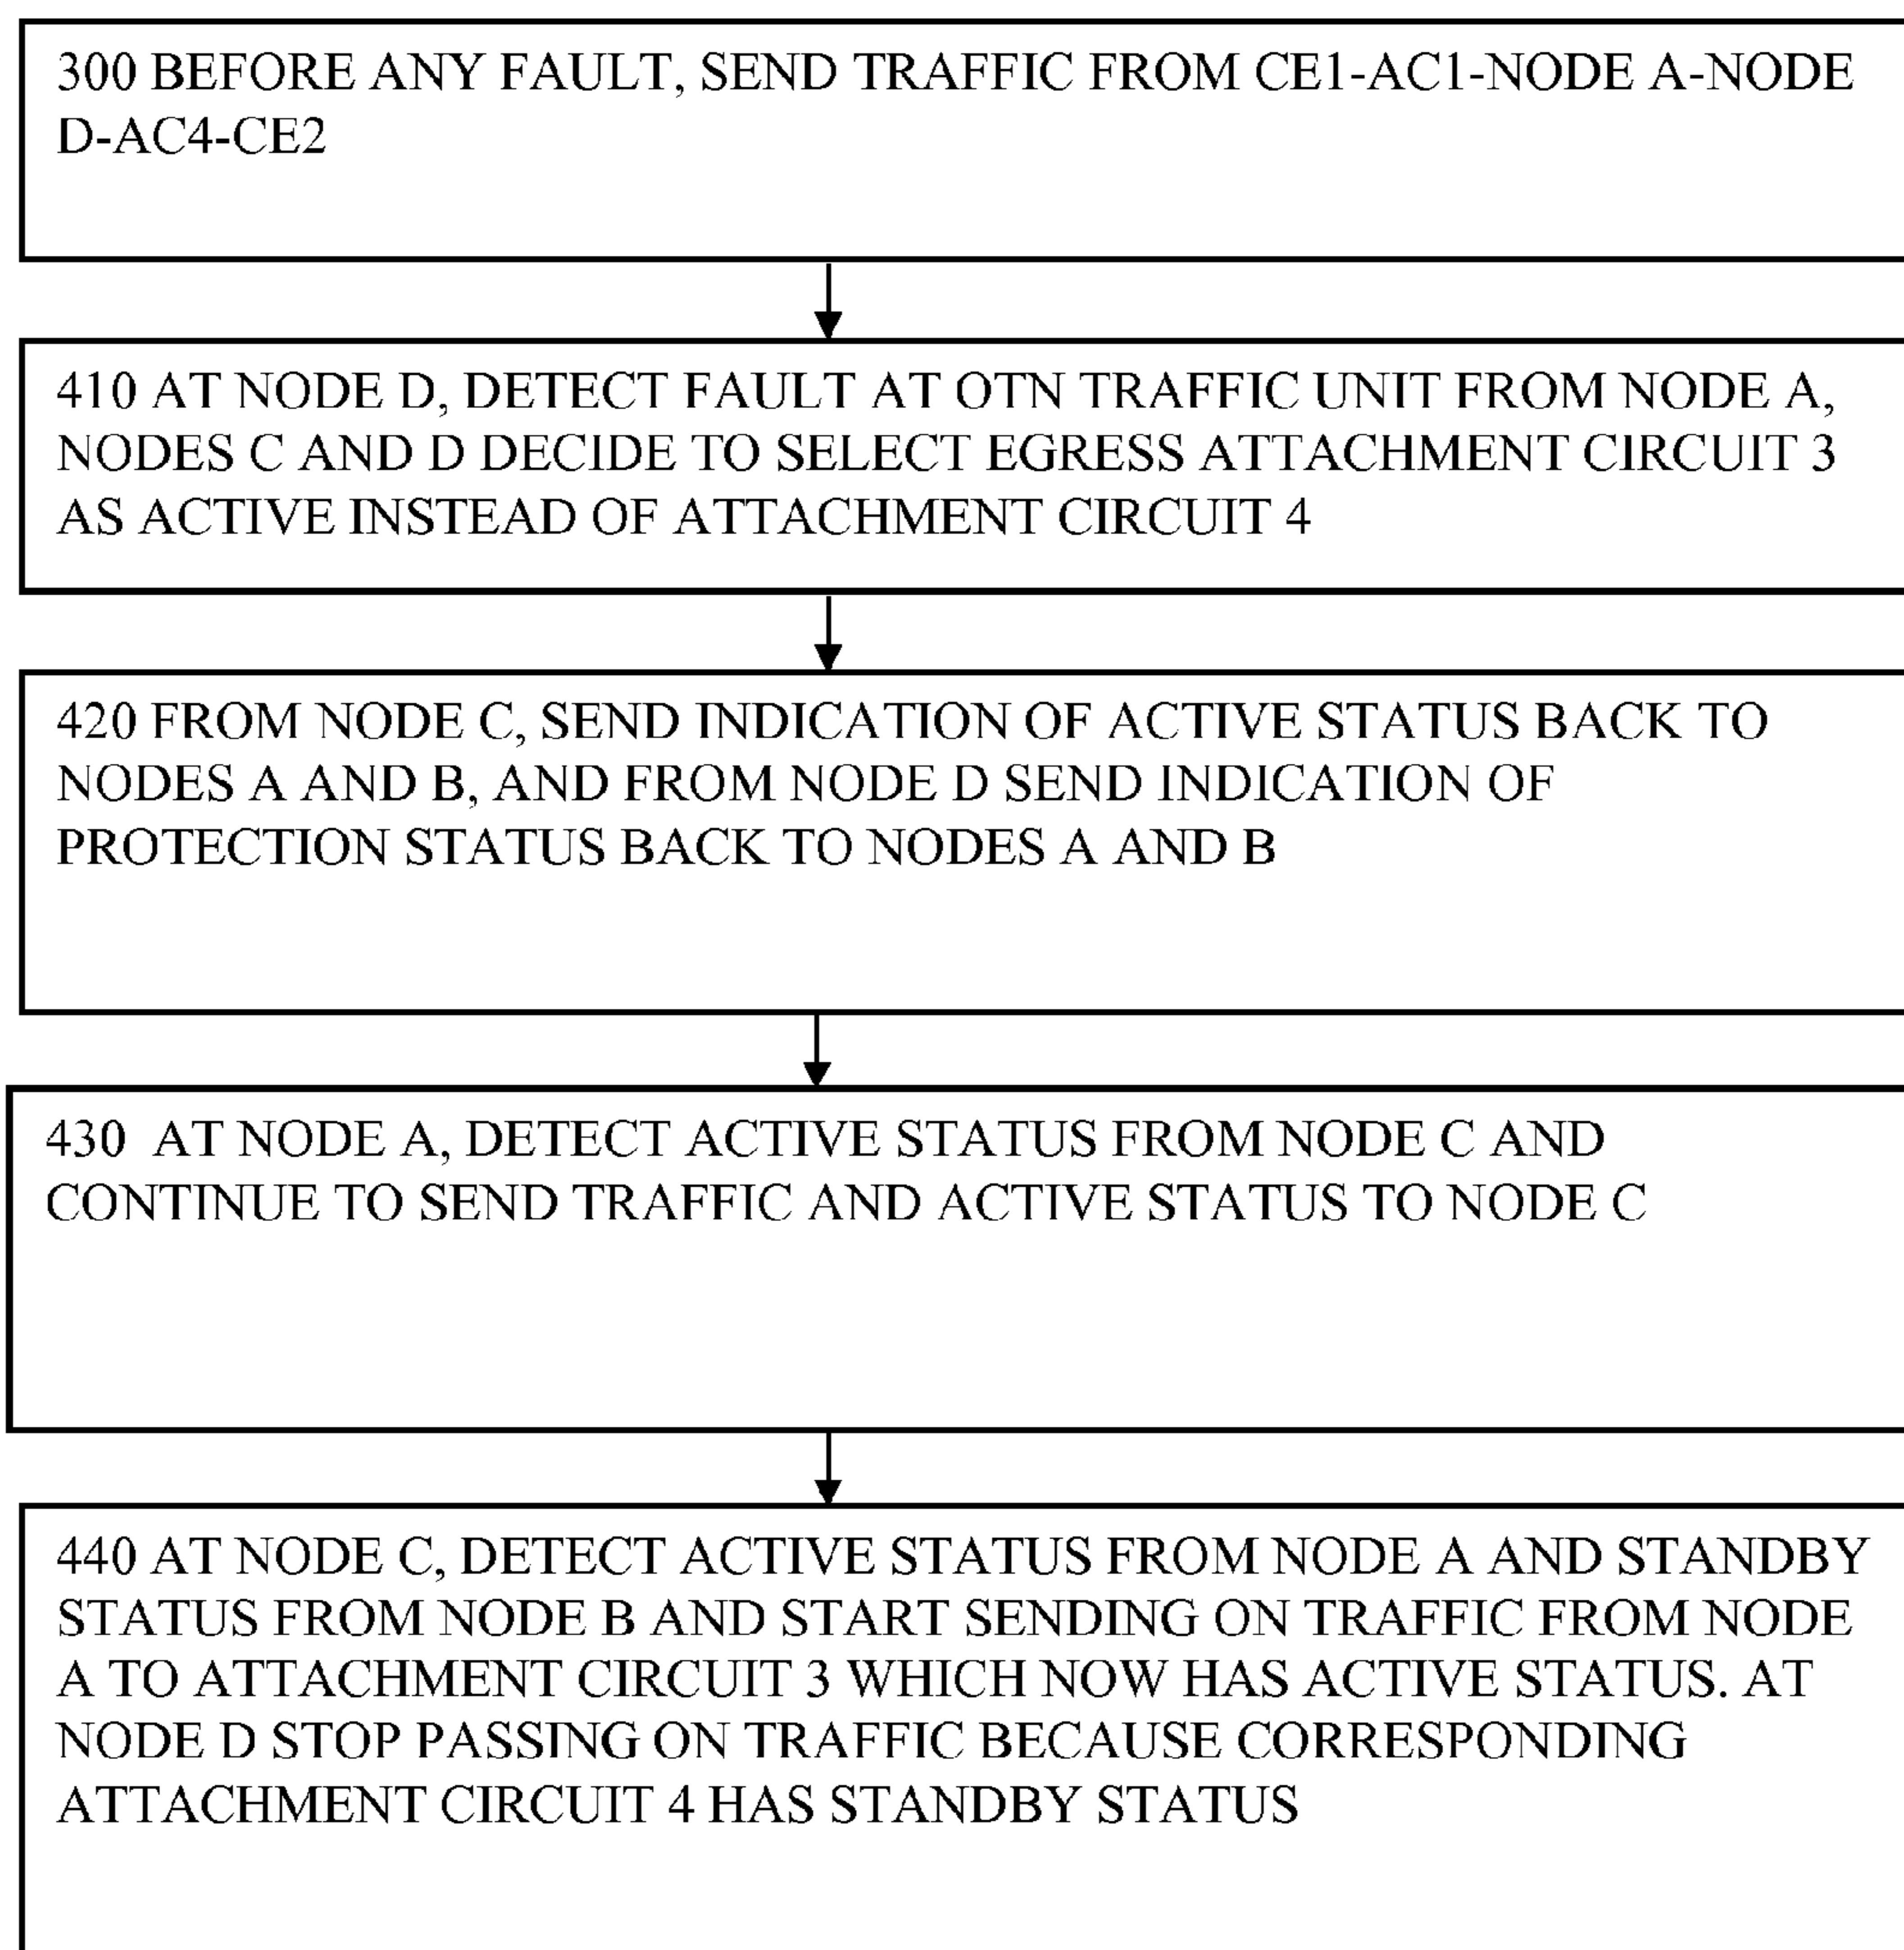 300 BEFORE ANY FAULT, SEND TRAFFIC FROM CE1-AC1-NODE A-NODE
D-AC4-CE2
410 AT NODE D, DETECT FAULT AT OTN TRAFFIC UNIT FROM NODE A,
NODES C AND D DECIDE TO SELECT EGRESS ATTACHMENT CIRCUIT 3
AS ACTIVE INSTEAD OF ATTACHMENT CIRCUIT 4
420 FROM NODE C, SEND INDICATION OF ACTIVE STATUS BACK TO
NODES A AND B, AND FROM NODE D SEND INDICATION OF
PROTECTION STATUS BACK TO NODES A AND B
430 AT NODE A, DETECT ACTIVE STATUS FROM NODE C AND
CONTINUE TO SEND TRAFFIC AND ACTIVE STATUS TO NODE C
440 AT NODE C, DETECT ACTIVE STATUS FROM NODE A AND STANDBY
STATUS FROM NODE B AND START SENDING ON TRAFFIC FROM NODE
A TO ATTACHMENT CIRCUIT 3 WHICH NOW HAS ACTIVE STATUS. AT
NODE D STOP PASSING ON TRAFFIC BECAUSE CORRESPONDING
ATTACHMENT CIRCUIT 4 HAS STANDBY STATUS